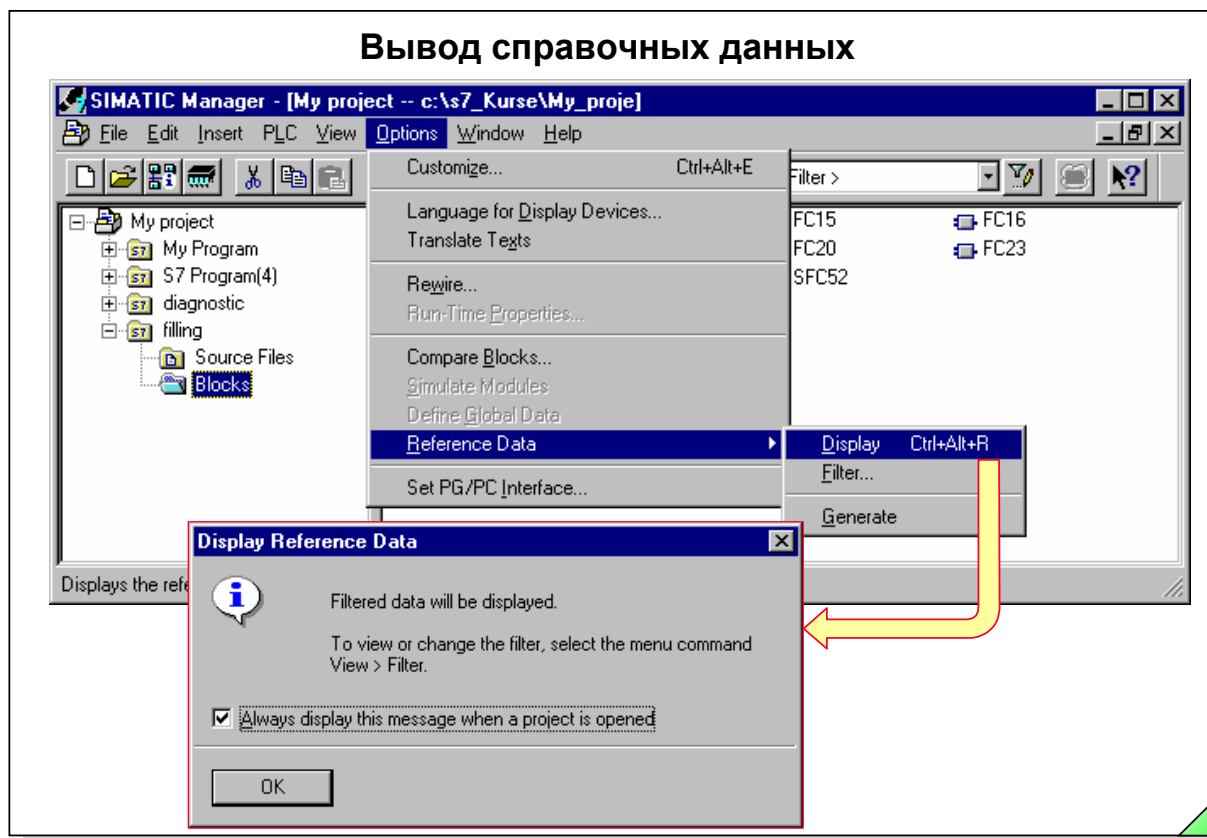 Вывод справочных данных
SIMATIC Manager - [My project -- c:\s7_Kurse\My_proje]
File Edit Insert PLC View Options Window Help
Customize... Ctrl+Alt+E
Filter >
Language for Display Devices...
Translate Texts
Rewire...
Run-Time Properties...
Compare Blocks...
Simulate Modules
Define Global Data
Reference Data
Set PG/PC Interface...
My project
My Program
S7 Program(4)
diagnostic
filling
Source Files
Blocks
FC15 FC16
FC20 FC23
SFC52
Display Ctrl+Alt+R
Filter...
Generate
Displays the refe
Display Reference Data
Filtered data will be displayed.
To view or change the filter, select the menu command
View > Filter.
Always display this message when a project is opened
OK